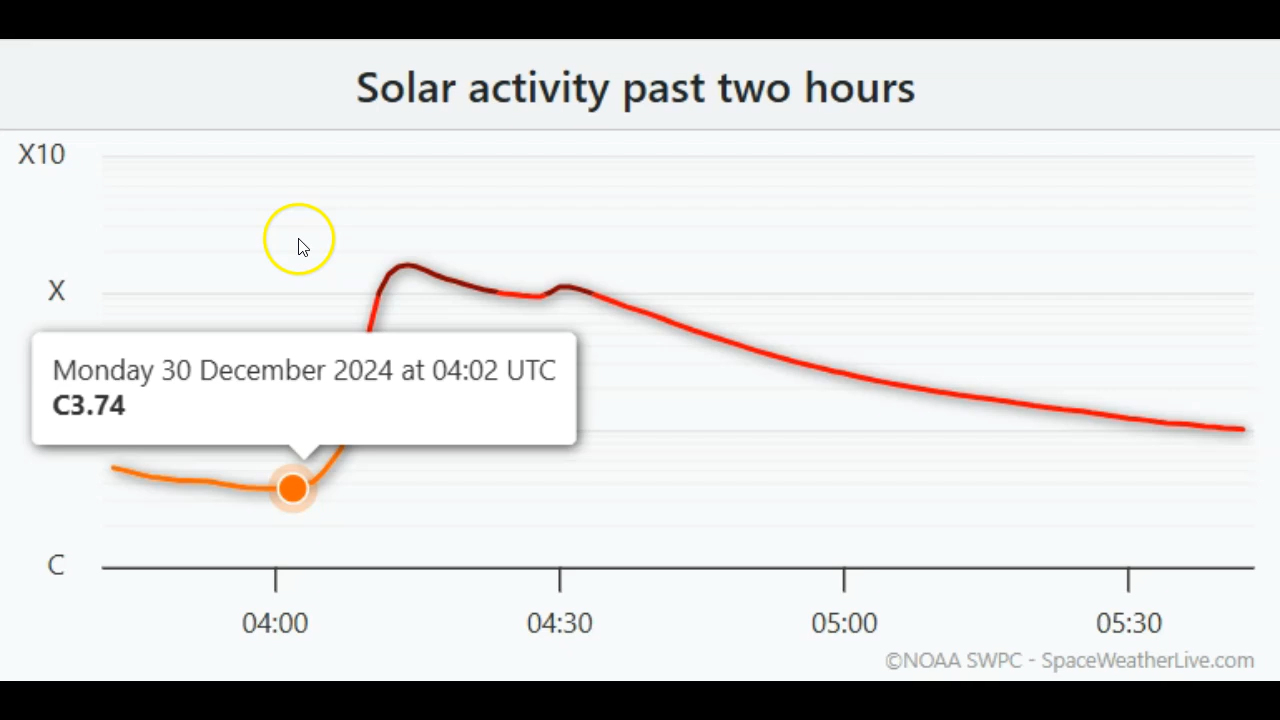 Solar activity past two hours
X10
X
Monday 30 December 2024 at 04:02 UTC
C3.74
C
04:00 04:30 05:00 05:30
©NOAA SWPC - SpaceWeatherLive.com